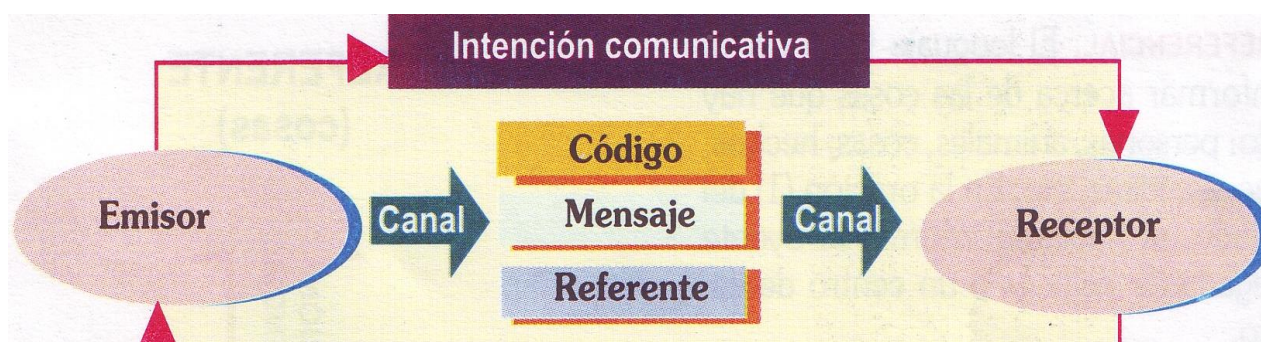 Intención comunicativa
Emisor
Canal
Código
Mensaje
Referente
Canal
Receptor